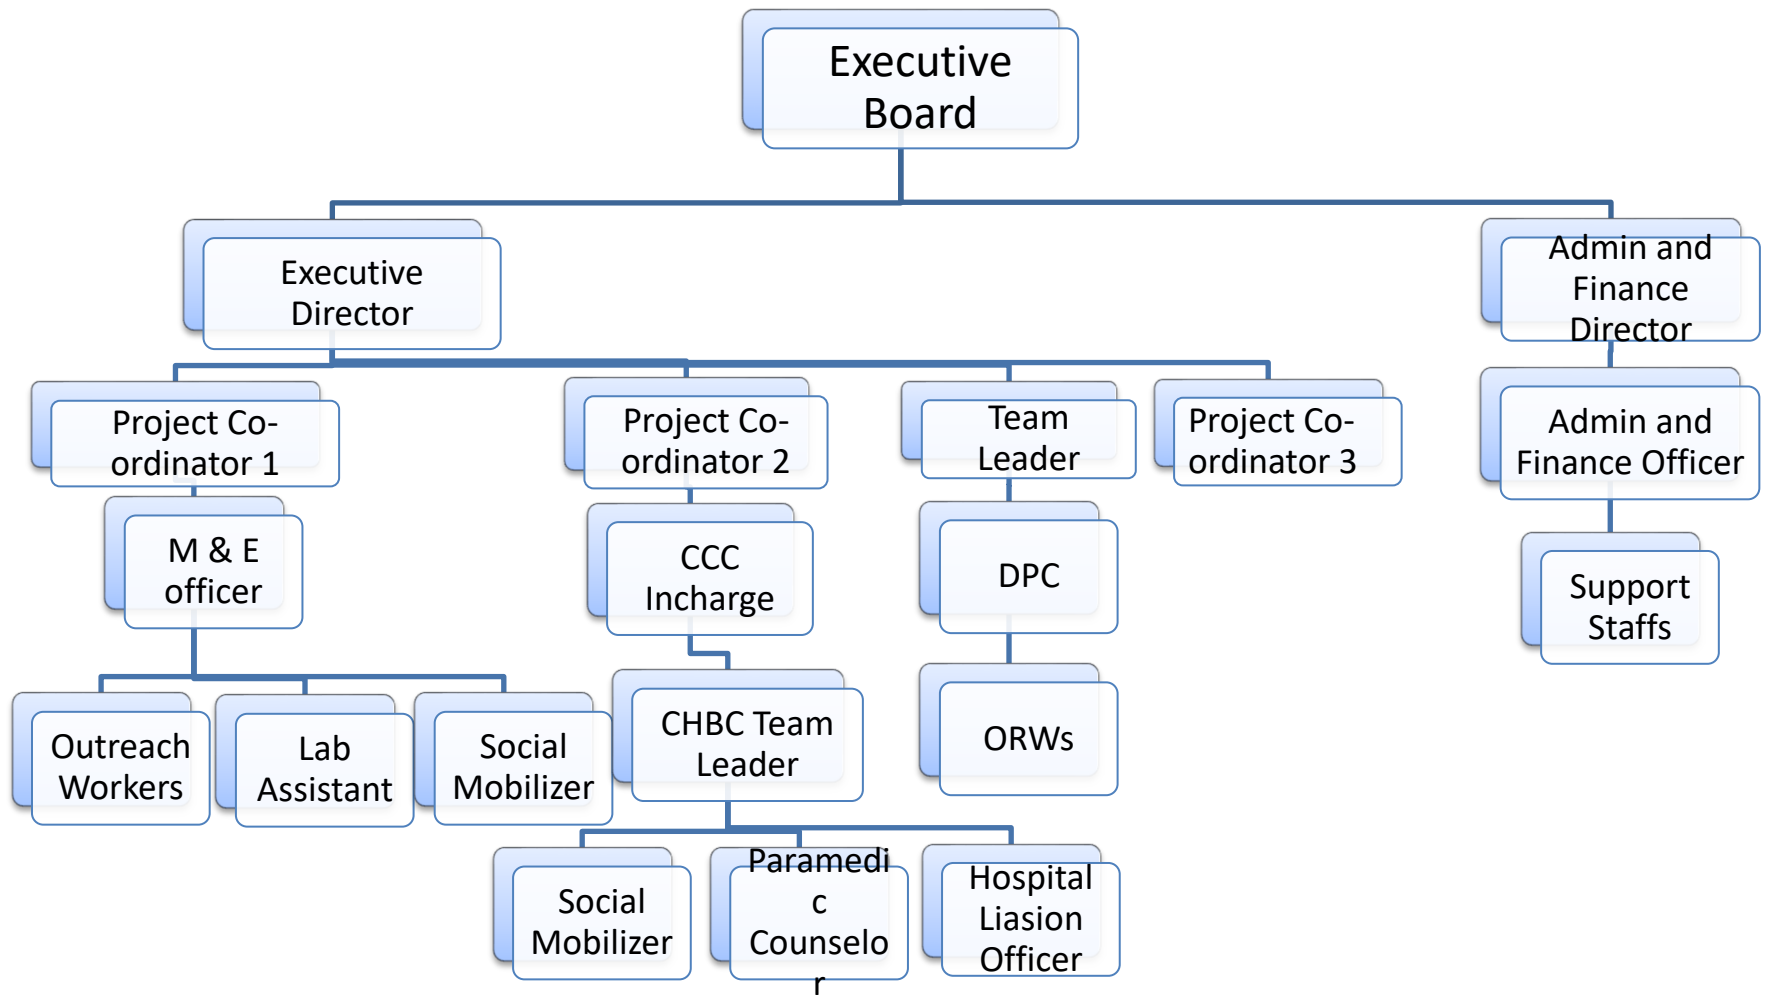 Executive
Board
Executive
Director
Admin and
Finance
Director
Project Co-
ordinator 1
Project Co-
ordinator 2
Team
Leader
Project Co-
ordinator 3
Admin and
Finance Officer
M & E
officer
CCC
Incharge
DPC
Support
Staffs
Outreach
Workers
Lab
Assistant
Social
Mobilizer
CHBC Team
Leader
ORWs
Social
Mobilizer
Paramedi
c
Counselo
r
Hospital
Liasion
Officer